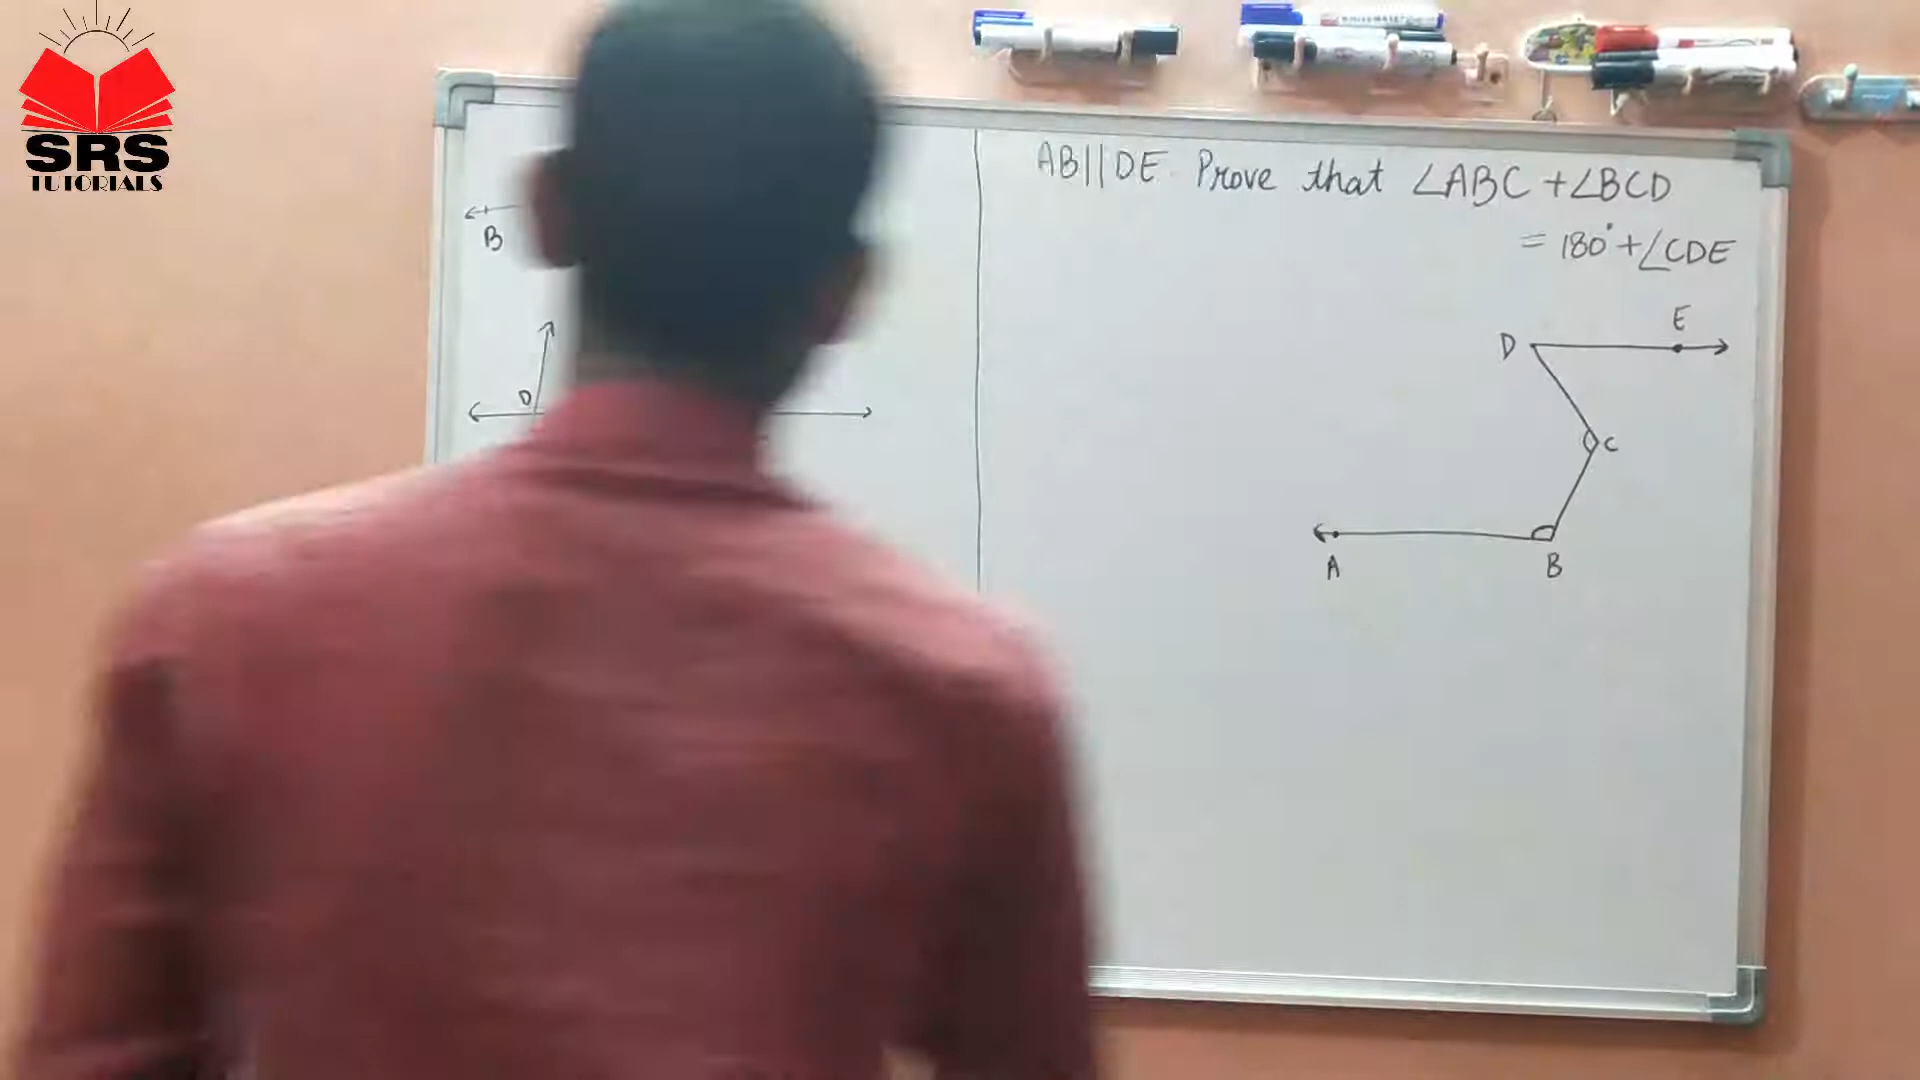 SRS
TUTORIALS
AB||DE. Prove that ∠ABC +∠BCD
= 180° +∠CDE
B
D
E
D
C
A
B